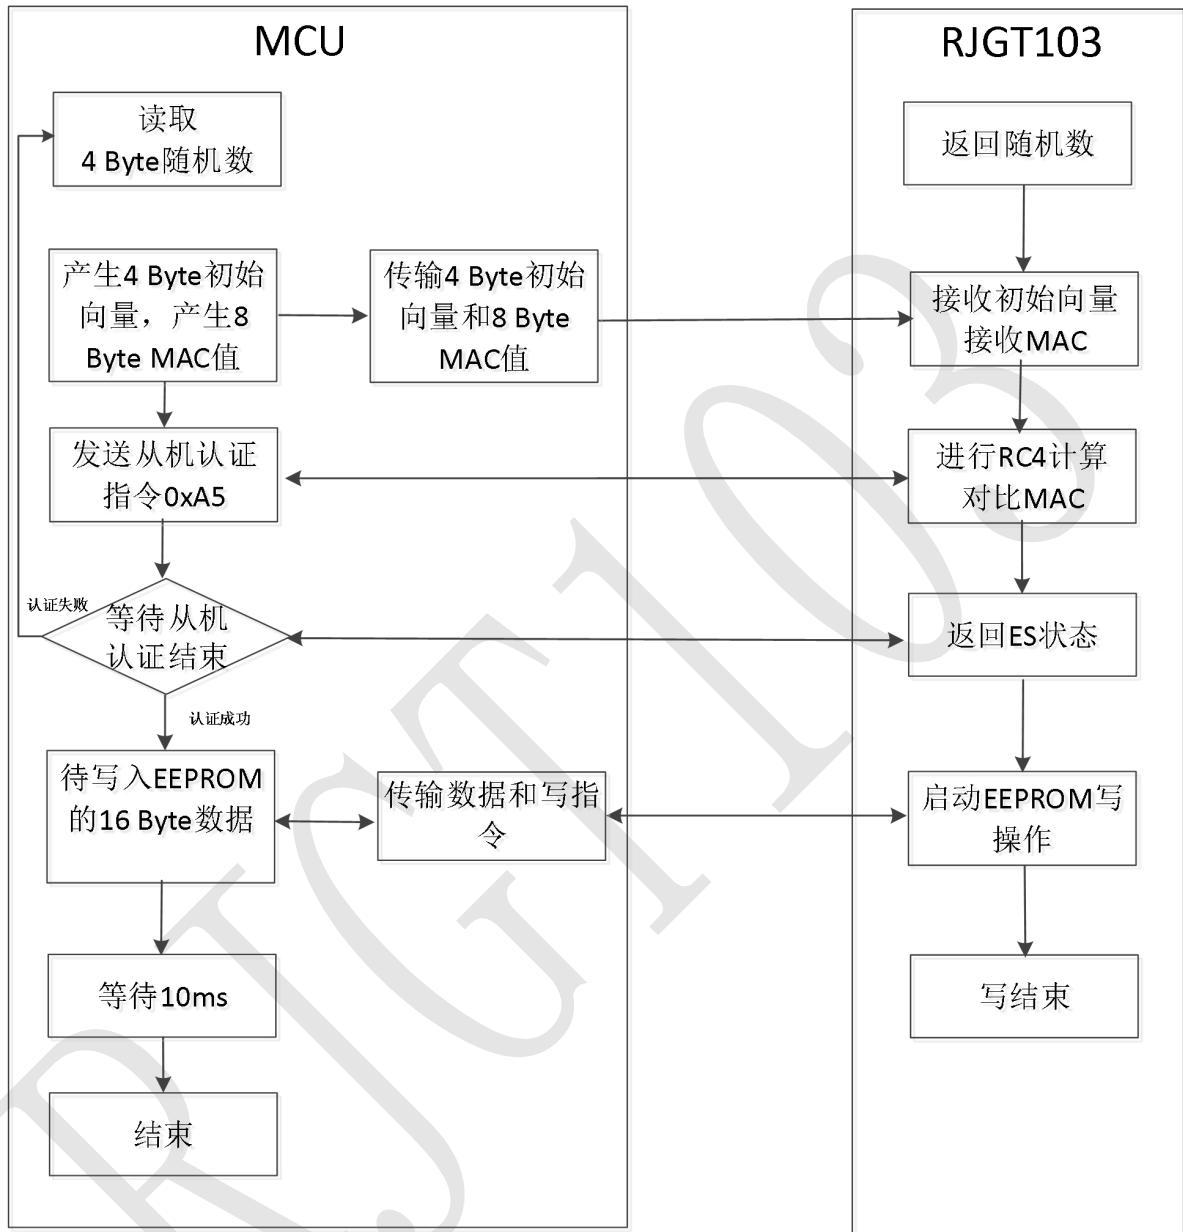 MCU
读取
4 Byte随机数
产生4 Byte初始
向量，产生8
Byte MAC值
传输4 Byte初始
向量和8 Byte
MAC值
发送从机认证
指令0xA5
认证失败
等待从机
认证结束
认证成功
待写入EEPROM
的16 Byte数据
传输数据和写指
令
等待10ms
结束
RJGT103
返回随机数
接收初始向量
接收MAC
进行RC4计算
对比MAC
返回ES状态
启动EEPROM写
操作
写结束
RJGT103